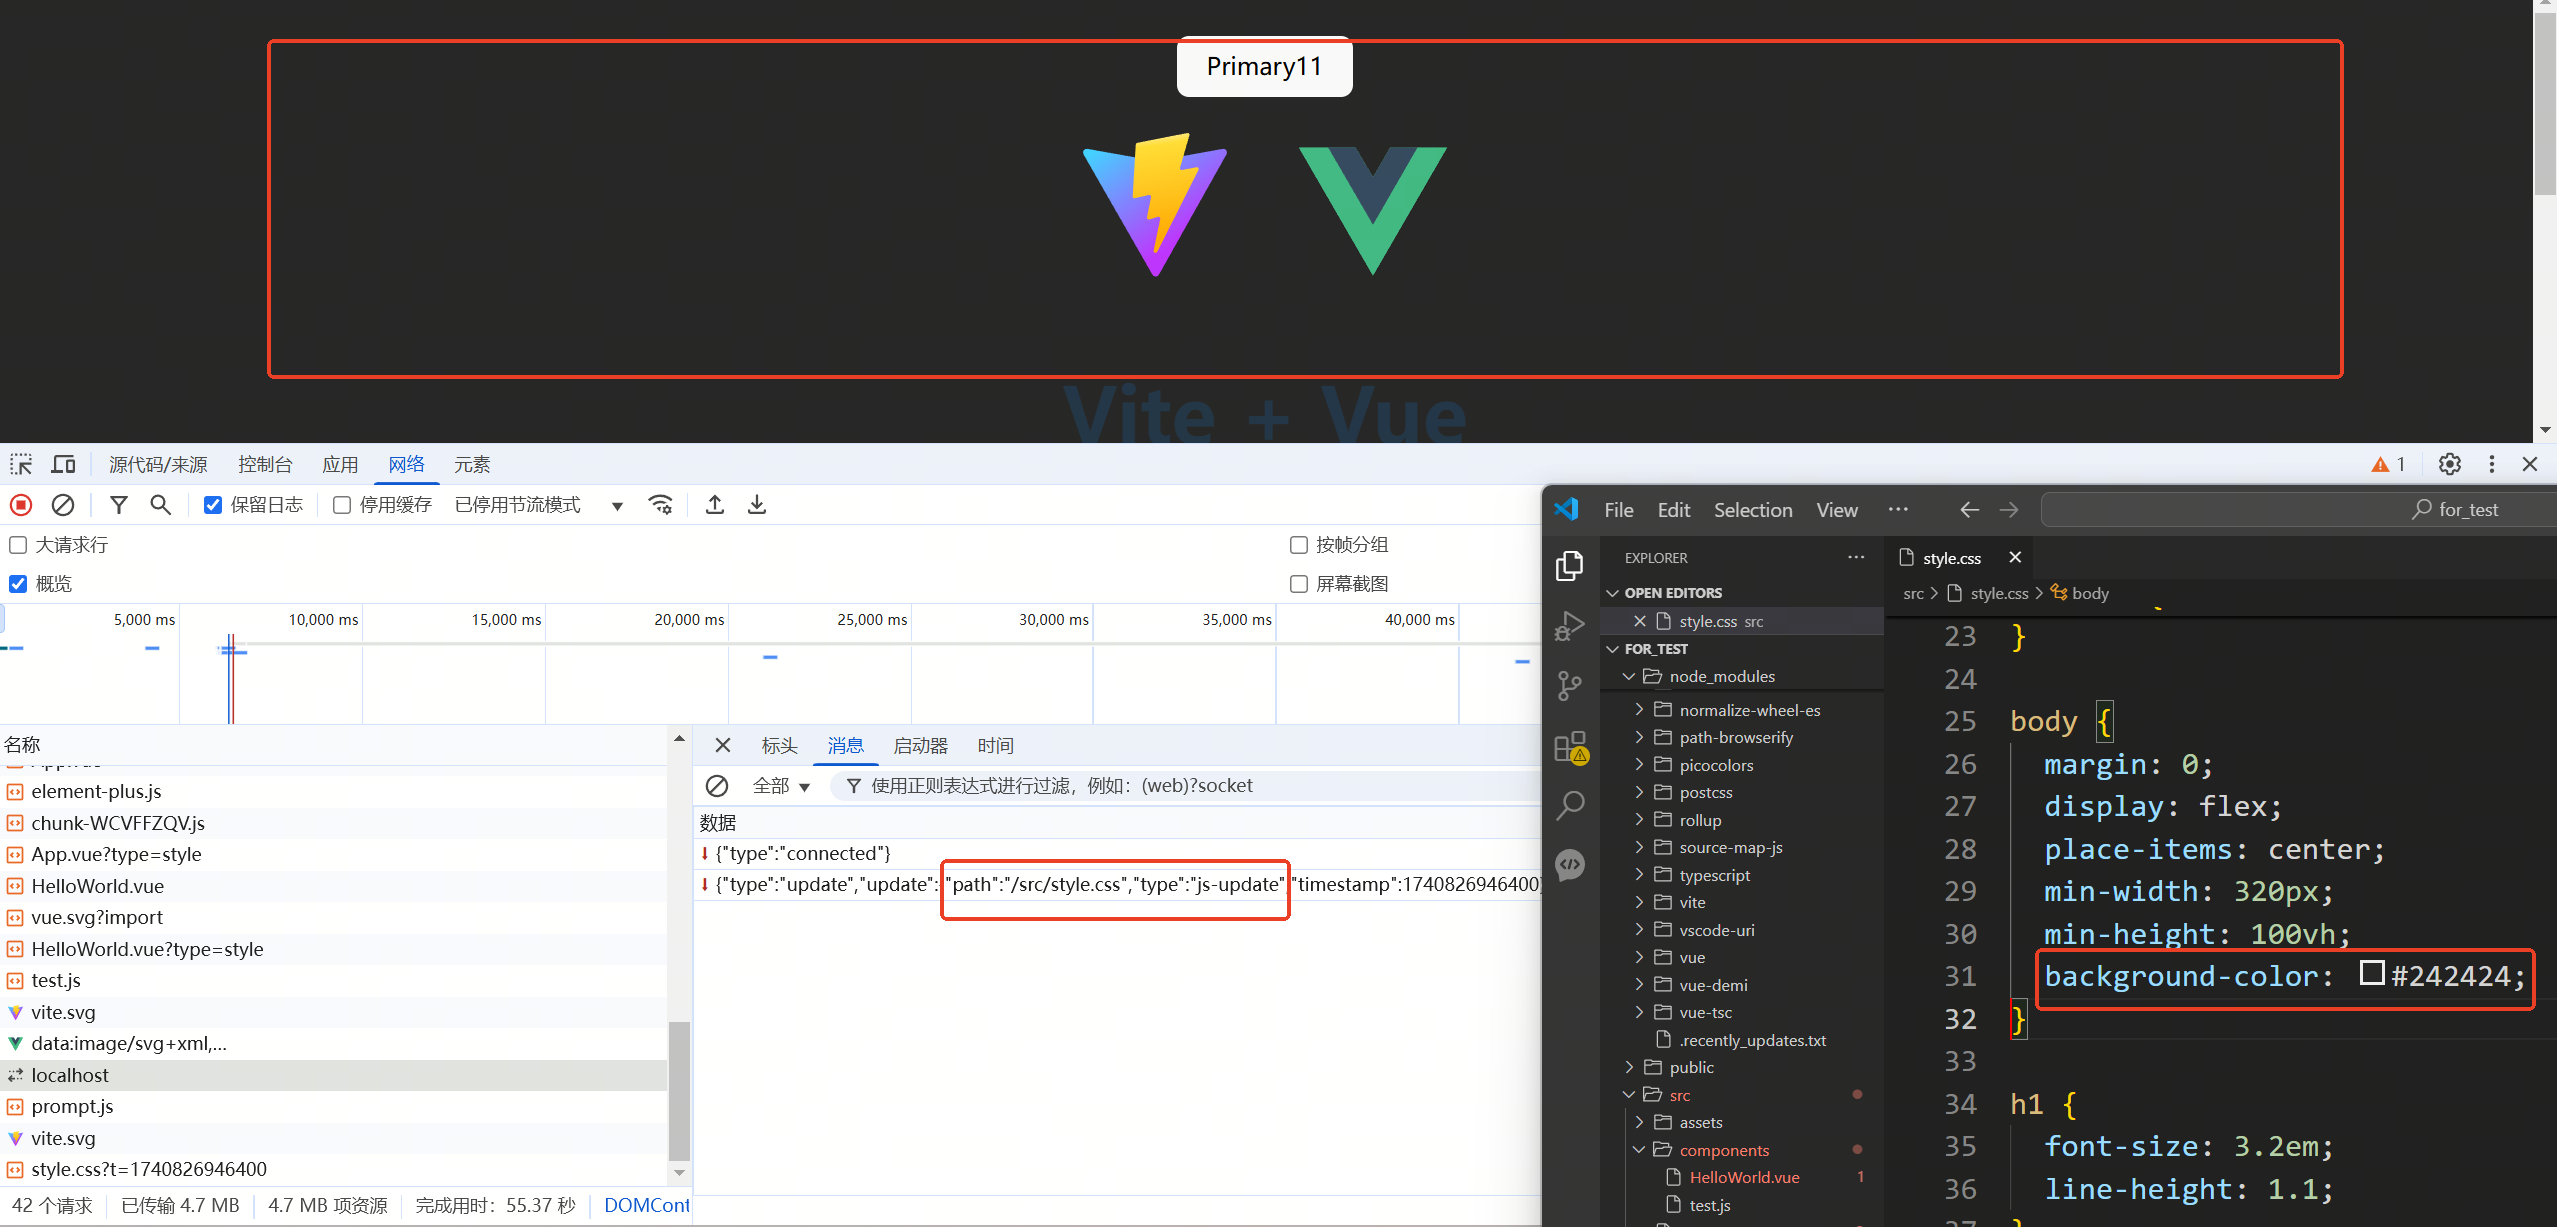 Primary11
Vite + Vue
源代码/来源 控制台 应用 网络 元素 1
保留日志 停用缓存 已停用节流模式
大请求行 按帧分组
概览 屏幕截图
5,000 ms 10,000 ms 15,000 ms 20,000 ms 25,000 ms 30,000 ms 35,000 ms 40,000 ms
名称
element-plus.js
chunk-WCVFFZQV.js
App.vue?type=style
HelloWorld.vue
vue.svg?import
HelloWorld.vue?type=style
test.js
vite.svg
data:image/svg+xml,...
localhost
prompt.js
vite.svg
style.css?t=1740826946400
42 个请求 已传输 4.7 MB 4.7 MB 项资源 完成用时：55.37 秒 DOMCont
标头 消息 启动器 时间
全部 使用正则表达式进行过滤，例如：(web)?socket
数据
{"type":"connected"}
{"type":"update","update": "path":"/src/style.css","type":"js-update" "timestamp":1740826946400}
File Edit Selection View ··· for_test
EXPLORER ···
OPEN EDITORS
style.css src
FOR_TEST
node_modules
normalize-wheel-es
path-browserify
picocolors
postcss
rollup
source-map-js
typescript
vite
vscode-uri
vue
vue-demi
vue-tsc
.recently_updates.txt
public
src
assets
components
HelloWorld.vue 1
test.js
style.css
src > style.css > body
23 }
24
25 body {
26 margin: 0;
27 display: flex;
28 place-items: center;
29 min-width: 320px;
30 min-height: 100vh;
31 background-color: #242424;
32 }
33
34 h1 {
35 font-size: 3.2em;
36 line-height: 1.1;